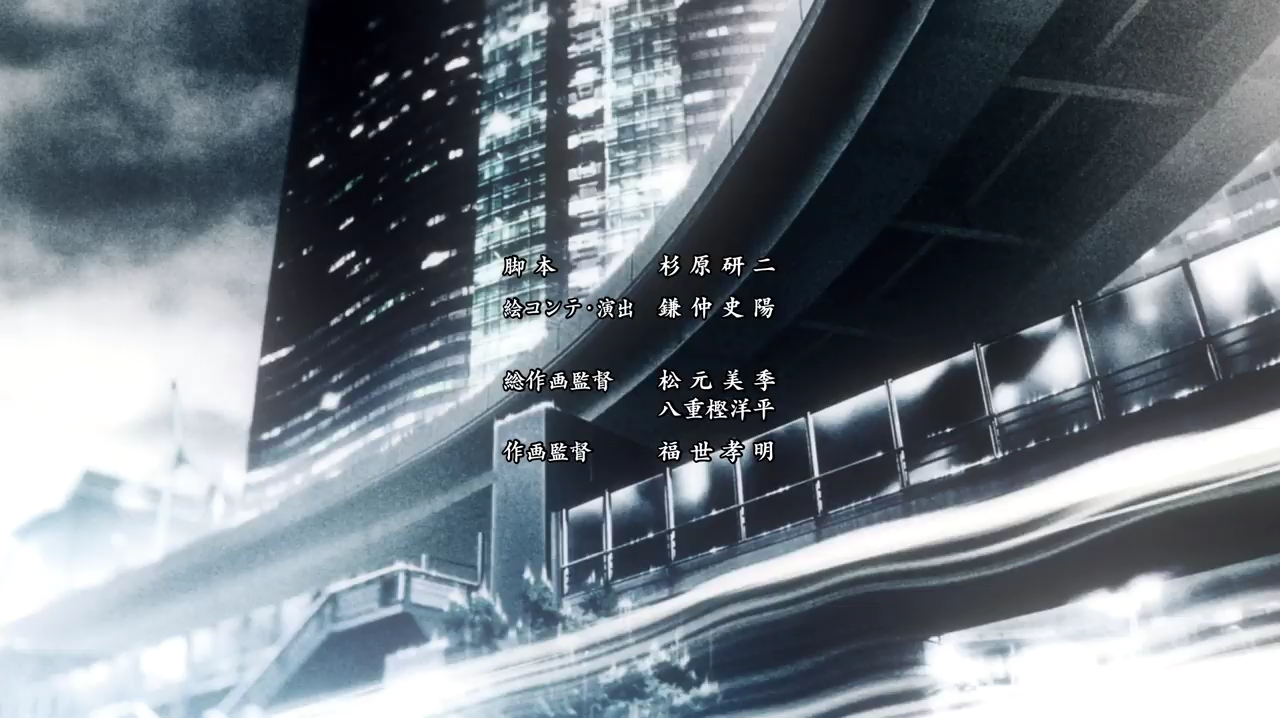 脚本 杉原研二
絵コンテ・演出 鎌仲史陽
総作画監督 松元美季
八重樫洋平
作画監督 福世孝明